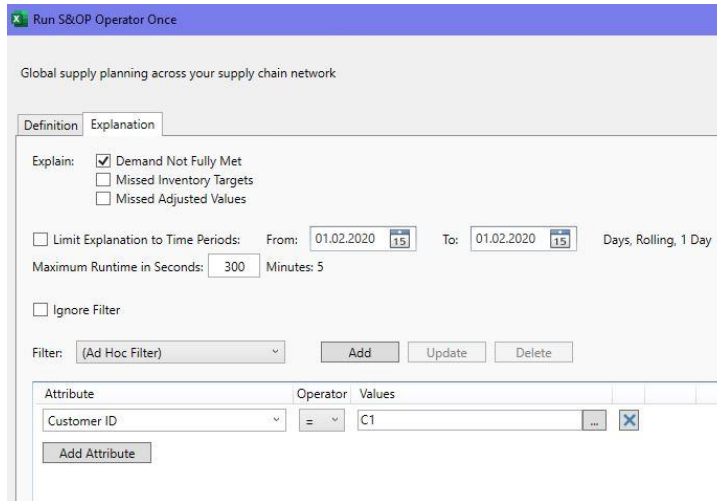 Run S&OP Operator Once
Global supply planning across your supply chain network
Definition Explanation
Explain: Demand Not Fully Met
Missed Inventory Targets
Missed Adjusted Values
Limit Explanation to Time Periods: From: 01.02.2020 15 To: 01.02.2020 15 Days, Rolling, 1 Day
Maximum Runtime in Seconds: 300 Minutes: 5
Ignore Filter
Filter: (Ad Hoc Filter) Add Update Delete
Attribute Operator Values
Customer ID = C1 ...
Add Attribute